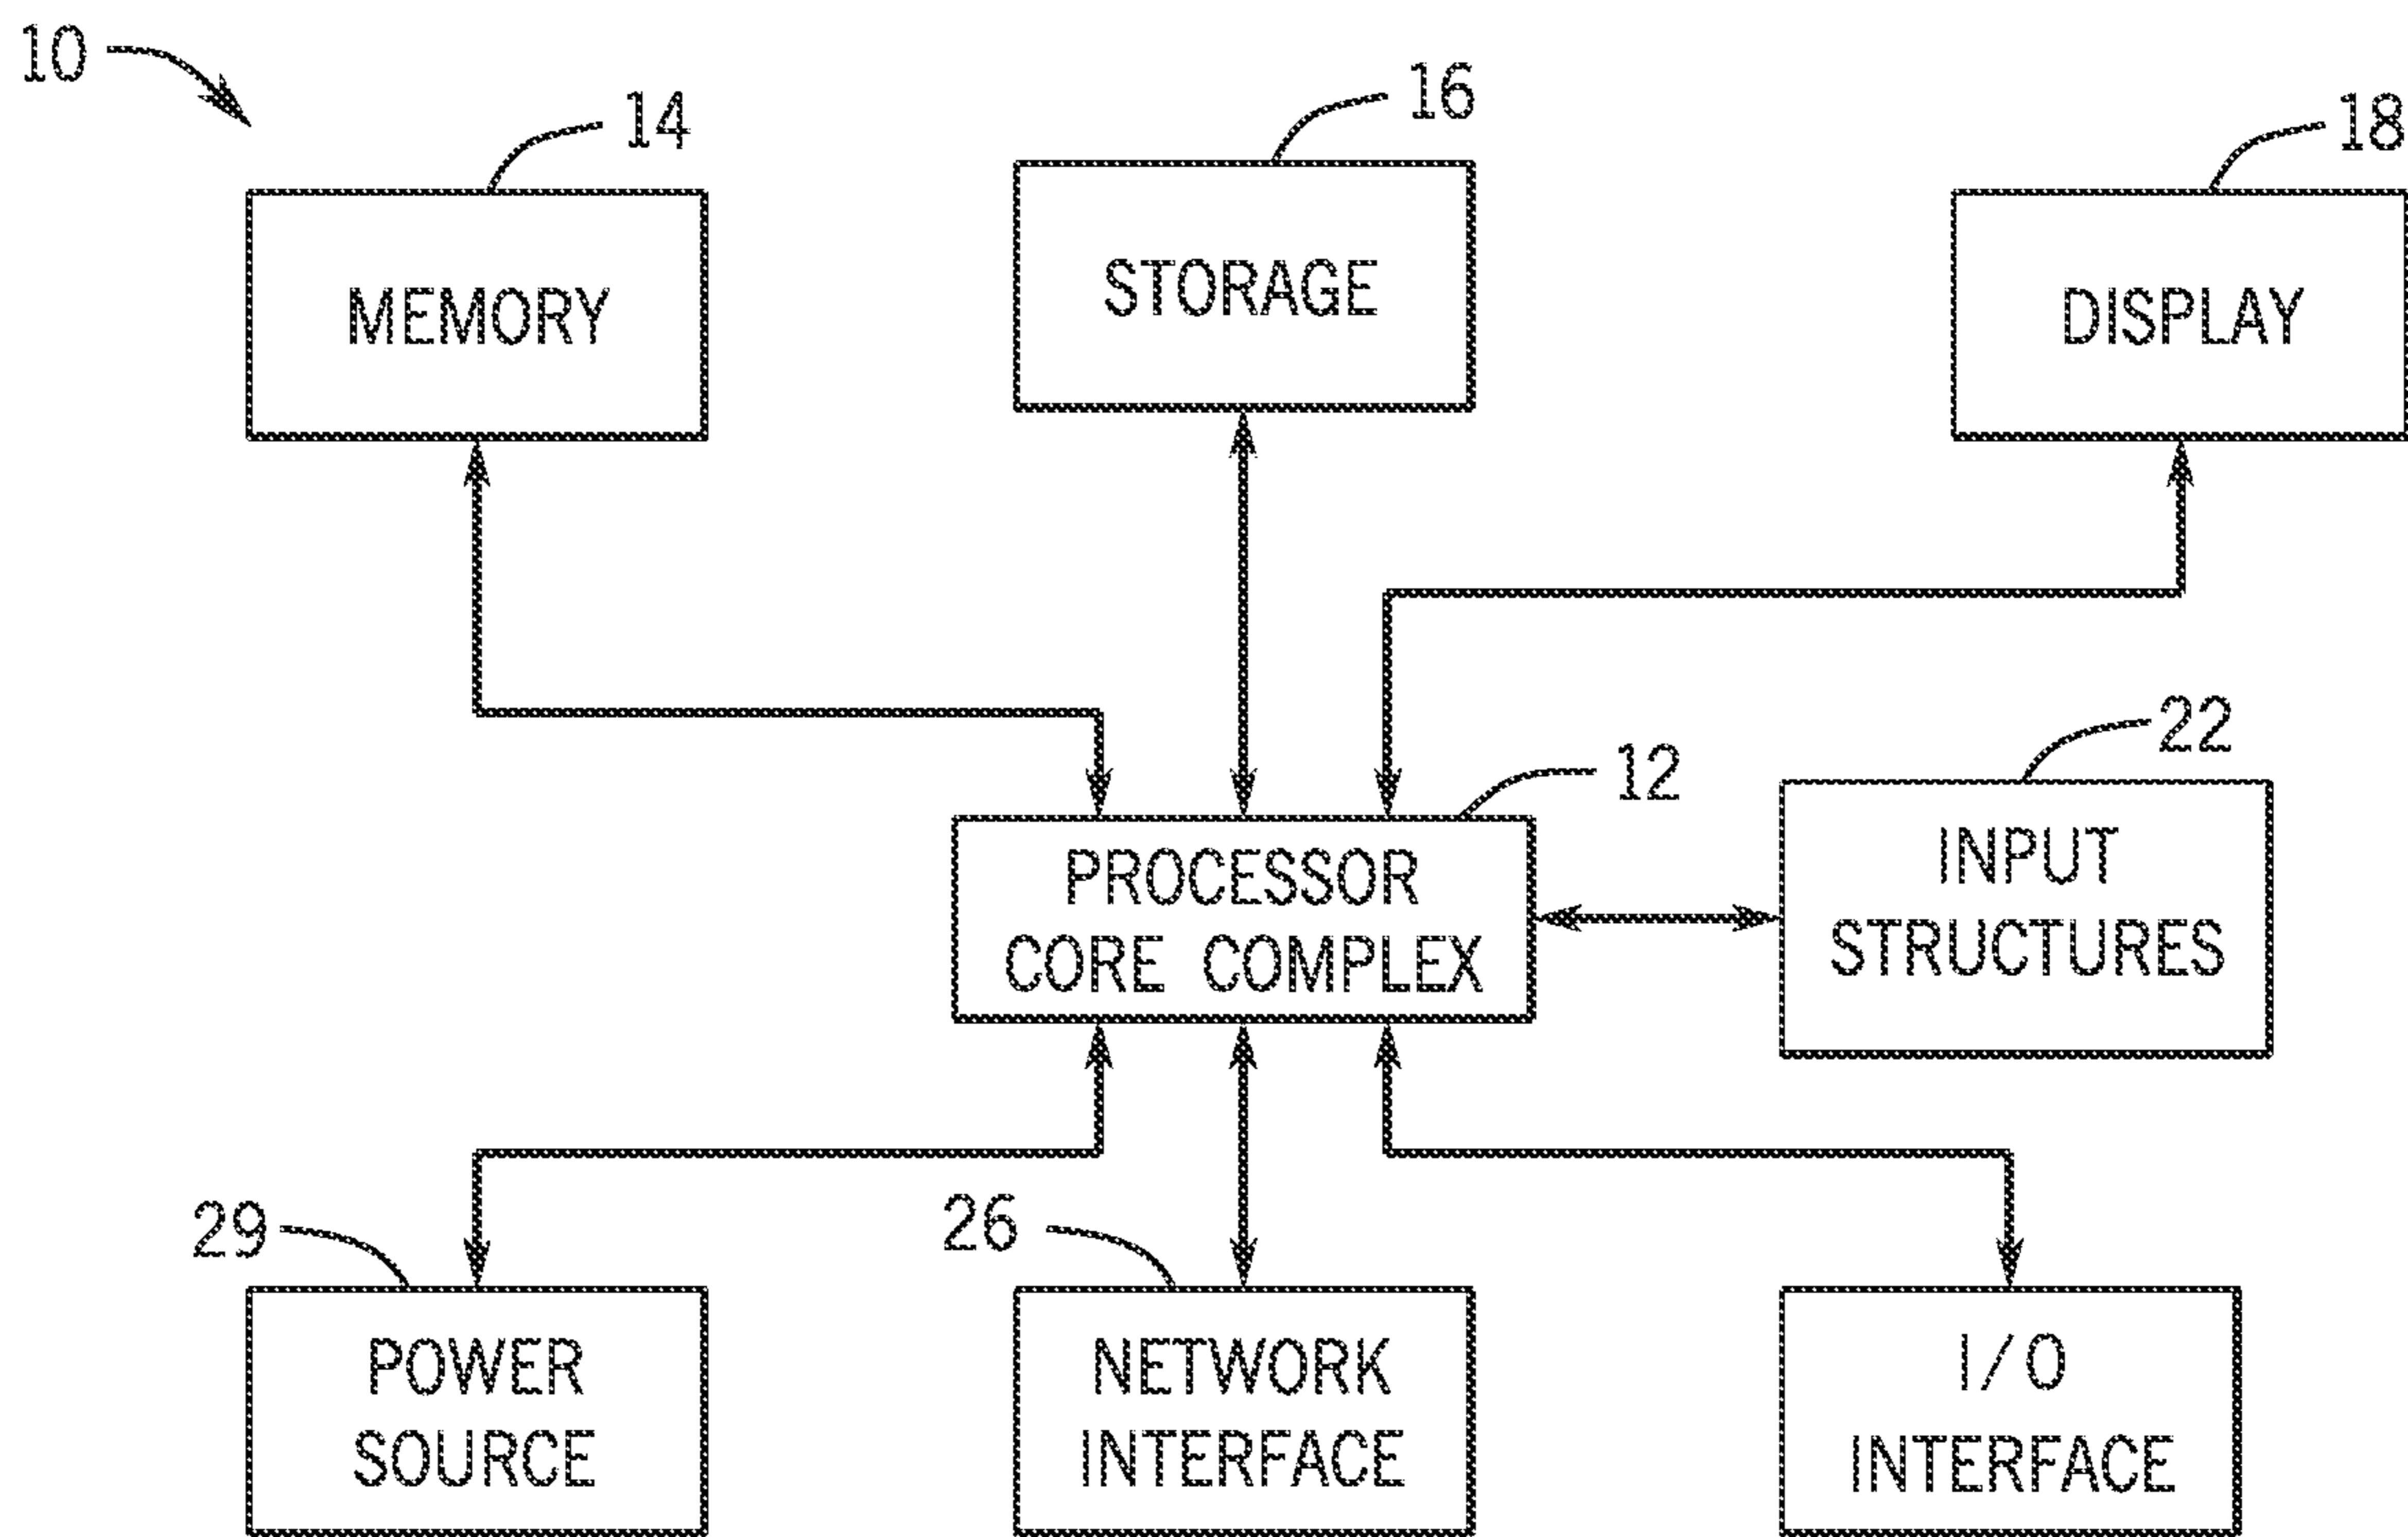 10
14
16
18
MEMORY
STORAGE
DISPLAY
12
22
PROCESSOR
CORE COMPLEX
INPUT
STRUCTURES
29
26
POWER
SOURCE
NETWORK
INTERFACE
I/O
INTERFACE